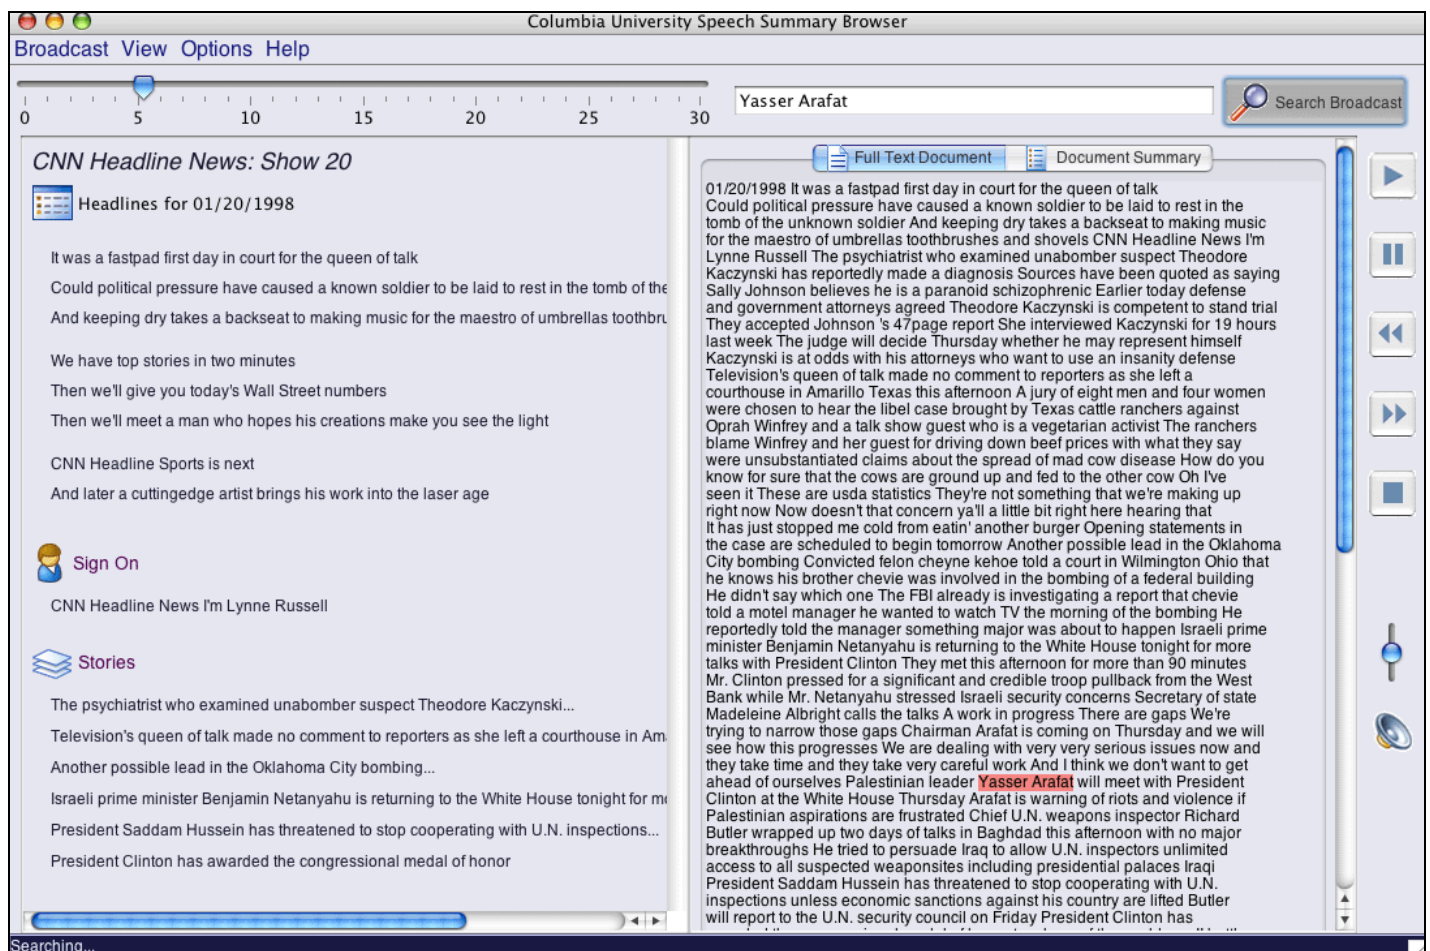 Columbia University Speech Summary Browser
Broadcast View Options Help
0 5 10 15 20 25 30
Yasser Arafat
Search Broadcast
CNN Headline News: Show 20
Headlines for 01/20/1998
It was a fastpad first day in court for the queen of talk
Could political pressure have caused a known soldier to be laid to rest in the tomb of the
And keeping dry takes a backseat to making music for the maestro of umbrellas toothbru
We have top stories in two minutes
Then we'll give you today's Wall Street numbers
Then we'll meet a man who hopes his creations make you see the light
CNN Headline Sports is next
And later a cuttingedge artist brings his work into the laser age
Sign On
CNN Headline News I'm Lynne Russell
Stories
The psychiatrist who examined unabomber suspect Theodore Kaczynski...
Television's queen of talk made no comment to reporters as she left a courthouse in Am
Another possible lead in the Oklahoma City bombing...
Israeli prime minister Benjamin Netanyahu is returning to the White House tonight for m
President Saddam Hussein has threatened to stop cooperating with U.N. inspections...
President Clinton has awarded the congressional medal of honor
Full Text Document
Document Summary
01/20/1998 It was a fastpad first day in court for the queen of talk
Could political pressure have caused a known soldier to be laid to rest in the
tomb of the unknown soldier And keeping dry takes a backseat to making music
for the maestro of umbrellas toothbrushes and shovels CNN Headline News I'm
Lynne Russell The psychiatrist who examined unabomber suspect Theodore
Kaczynski has reportedly made a diagnosis Sources have been quoted as saying
Sally Johnson believes he is a paranoid schizophrenic Earlier today defense
and government attorneys agreed Theodore Kaczynski is competent to stand trial
They accepted Johnson 's 47page report She interviewed Kaczynski for 19 hours
last week The judge will decide Thursday whether he may represent himself
Kaczynski is at odds with his attorneys who want to use an insanity defense
Television's queen of talk made no comment to reporters as she left a
courthouse in Amarillo Texas this afternoon A jury of eight men and four women
were chosen to hear the libel case brought by Texas cattle ranchers against
Oprah Winfrey and a talk show guest who is a vegetarian activist The ranchers
blame Winfrey and her guest for driving down beef prices with what they say
were unsubstantiated claims about the spread of mad cow disease How do you
know for sure that the cows are ground up and fed to the other cow Oh I've
seen it These are usda statistics They're not something that we're making up
right now Now doesn't that concern ya'll a little bit right here hearing that
It has just stopped me cold from eatin' another burger Opening statements in
the case are scheduled to begin tomorrow Another possible lead in the Oklahoma
City bombing Convicted felon cheyne kehoe told a court in Wilmington Ohio that
he knows his brother chevie was involved in the bombing of a federal building
He didn't say which one The FBI already is investigating a report that chevie
told a motel manager he wanted to watch TV the morning of the bombing He
reportedly told the manager something major was about to happen Israeli prime
minister Benjamin Netanyahu is returning to the White House tonight for more
talks with President Clinton They met this afternoon for more than 90 minutes
Mr. Clinton pressed for a significant and credible troop pullback from the West
Bank while Mr. Netanyahu stressed Israeli security concerns Secretary of state
Madeleine Albright calls the talks A work in progress There are gaps We're
trying to narrow those gaps Chairman Arafat is coming on Thursday and we will
see how this progresses We are dealing with very very serious issues now and
they take time and they take very careful work And I think we don't want to get
ahead of ourselves Palestinian leader Yasser Arafat will meet with President
Clinton at the White House Thursday Arafat is warning of riots and violence if
Palestinian aspirations are frustrated Chief U.N. weapons inspector Richard
Butler wrapped up two days of talks in Baghdad this afternoon with no major
breakthroughs He tried to persuade Iraq to allow U.N. inspectors unlimited
access to all suspected weaponsites including presidential palaces Iraqi
President Saddam Hussein has threatened to stop cooperating with U.N.
inspections unless economic sanctions against his country are lifted Butler
will report to the U.N. security council on Friday President Clinton has
Searching...